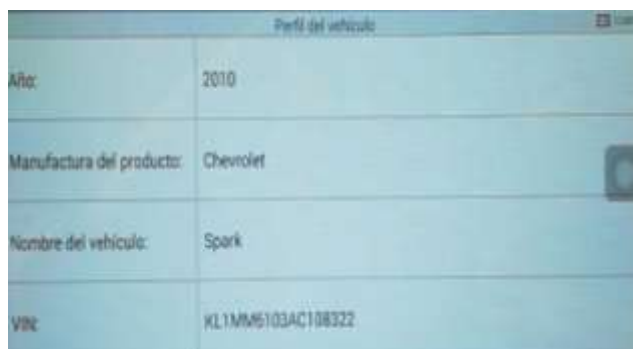 Perfil del vehículo
Año: 2010
Manufactura del producto: Chevrolet
Nombre del vehículo: Spark
VIN: KL1MM6103AC108322